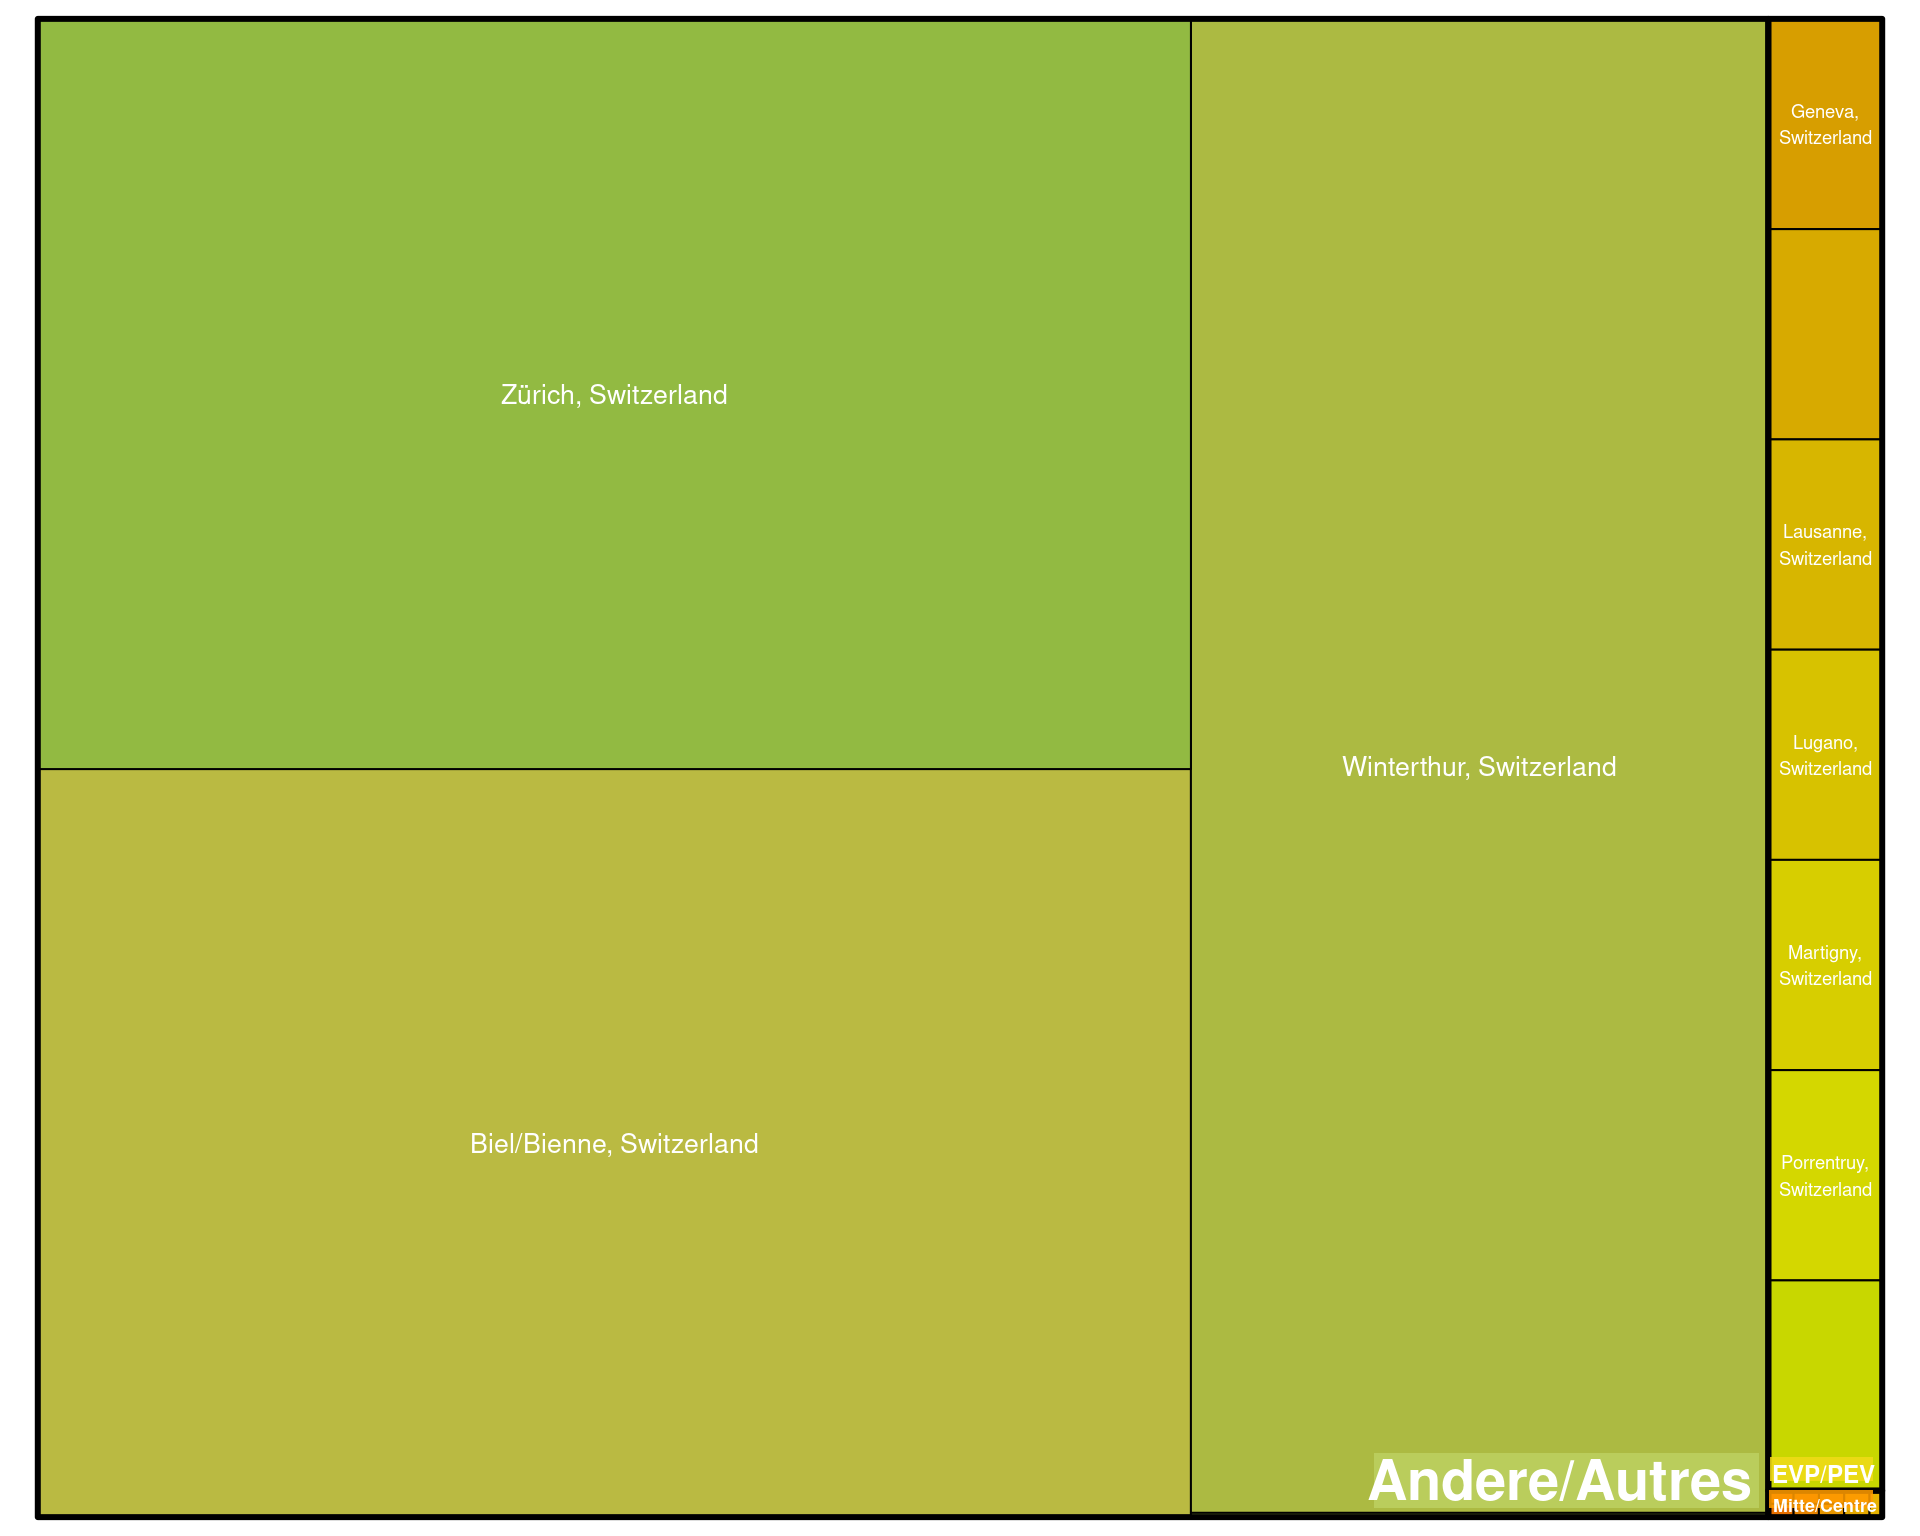 Zürich, Switzerland
Biel/Bienne, Switzerland
Winterthur, Switzerland
Andere/Autres
Geneva,
Switzerland
Lausanne,
Switzerland
Lugano,
Switzerland
Martigny,
Switzerland
Porrentruy,
Switzerland
EVP/PEV
Mitte/Centre